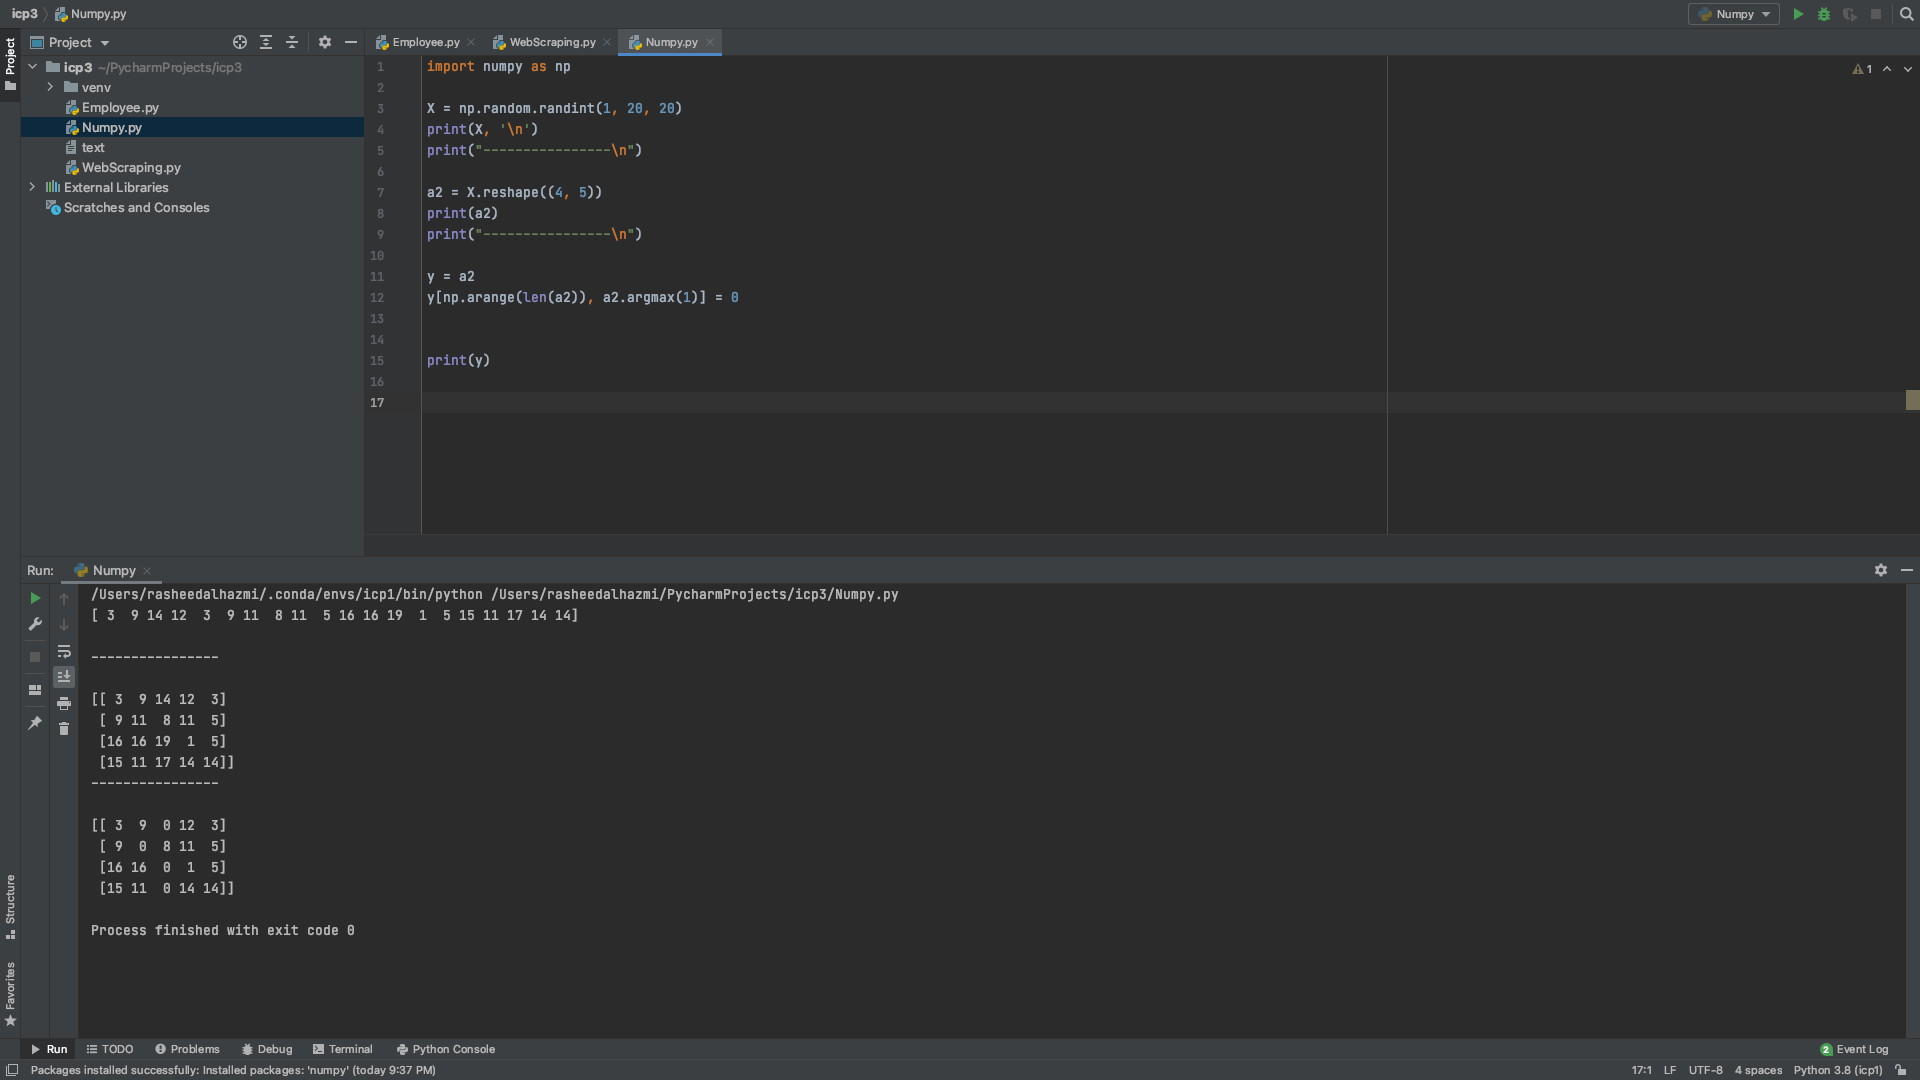 icp3 Numpy.py
Numpy
Project
Project
Employee.py
WebScraping.py
Numpy.py
icp3 ~/PycharmProjects/icp3
venv
Employee.py
Numpy.py
text
WebScraping.py
External Libraries
Scratches and Consoles
1 import numpy as np
2
3 X = np.random.randint(1, 20, 20)
4 print(X, '\n')
5 print("----------------\n")
6
7 a2 = X.reshape((4, 5))
8 print(a2)
9 print("----------------\n")
10
11 y = a2
12 y[np.arange(len(a2)), a2.argmax(1)] = 0
13
14
15 print(y)
16
17
1
Run: Numpy
/Users/rasheedalhazmi/.conda/envs/icp1/bin/python /Users/rasheedalhazmi/PycharmProjects/icp3/Numpy.py
[ 3  9 14 12  3  9 11  8 11  5 16 16 19  1  5 15 11 17 14 14]
----------------
[[ 3  9 14 12  3]
[ 9 11  8 11  5]
[16 16 19  1  5]
[15 11 17 14 14]]
----------------
[[ 3  9  0 12  3]
[ 9  0  8 11  5]
[16 16  0  1  5]
[15 11  0 14 14]]
Process finished with exit code 0
Structure
Favorites
Run TODO Problems Debug Terminal Python Console
2 Event Log
Packages installed successfully: Installed packages: 'numpy' (today 9:37 PM)
17:1 LF UTF-8 4 spaces Python 3.8 (icp1)